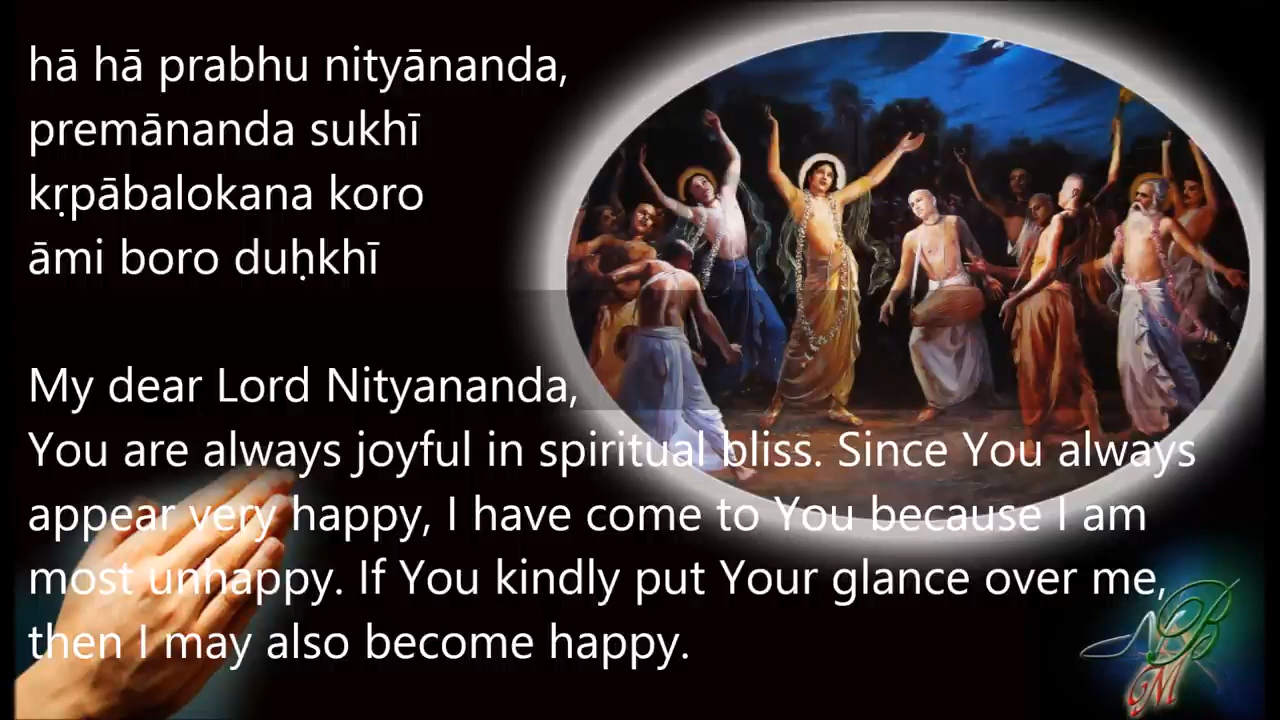 hā hā prabhu nityānanda,
premānanda sukhī
kṛpābalokana koro
āmi boro duḥkhī
My dear Lord Nityananda,
You are always joyful in spiritual bliss. Since You always
appear very happy, I have come to You because I am
most unhappy. If You kindly put Your glance over me,
then I may also become happy.